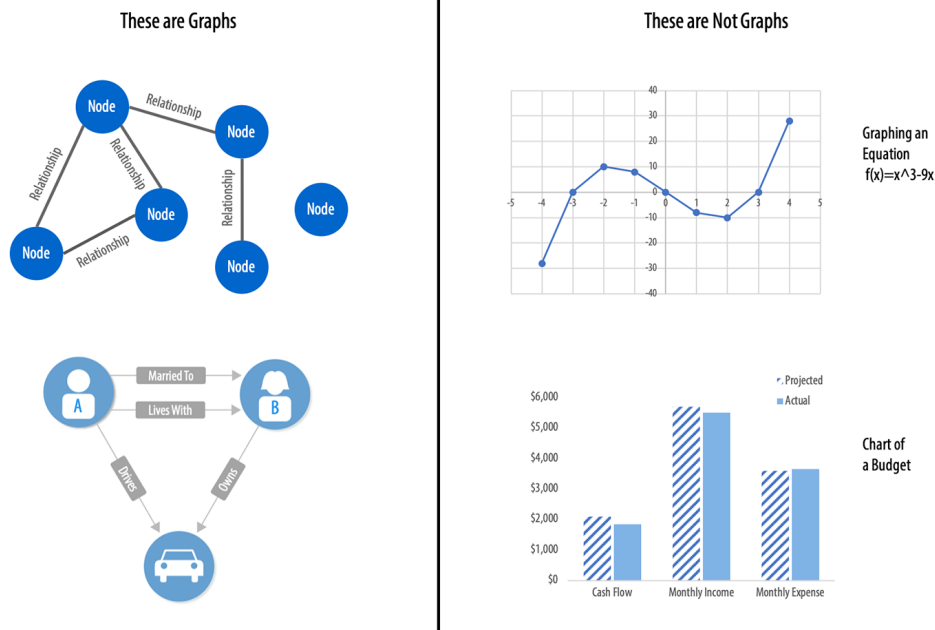 These are Graphs
Node
Relationship
Node
Relationship
Relationship
Relationship
Node
Node
Node
Relationship
Node
Married To
A
Lives With
B
Drives
Owns
These are Not Graphs
40
30
20
10
0
-10
-20
-30
-40
-5 -4 -3 -2 -1 0 1 2 3 4 5
Graphing an
Equation
f(x)=x^3-9x
Projected
Actual
$6,000
$5,000
$4,000
$3,000
$2,000
$1,000
$0
Cash Flow Monthly Income Monthly Expense
Chart of
a Budget